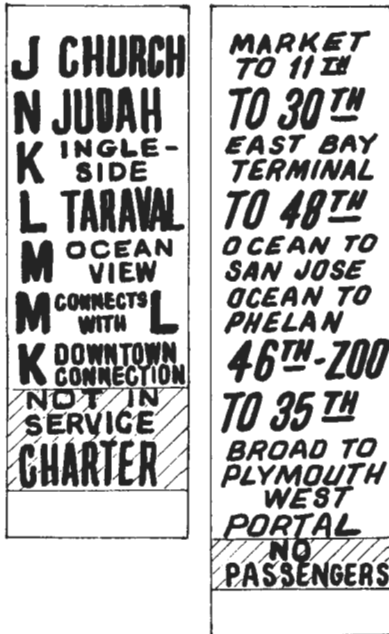 J CHURCH
N JUDAH
K INGLE-
SIDE
L TARAVAL
M OCEAN
VIEW
M CONNECTS
WITH L
K DOWNTOWN
CONNECTION
NOT IN
SERVICE
CHARTER
MARKET
TO 11TH
TO 30TH
EAST BAY
TERMINAL
TO 48TH
OCEAN TO
SAN JOSE
OCEAN TO
PHELAN
46TH-ZOO
TO 35TH
BROAD TO
PLYMOUTH
WEST
PORTAL
NO
PASSENGERS